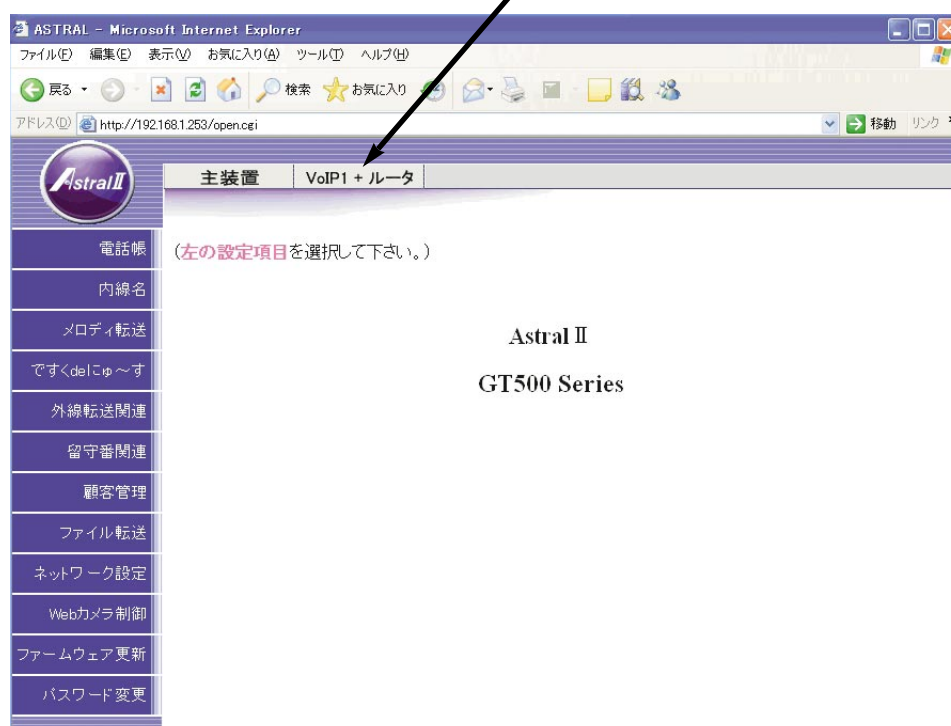 ASTRAL - Microsoft Internet Explorer
ファイル(F) 編集(E) 表示(V) お気に入り(A) ツール(T) ヘルプ(H)
戻る 検索 お気に入り
アドレス(D) http://192.168.1.253/open.cgi 移動 リンク
AstralⅡ
主装置 VoIP1 + ルータ
電話帳
(左の設定項目を選択して下さい。)
内線名
メロディ転送
Astral Ⅱ
ですくdeにゅ～す
GT500 Series
外線転送関連
留守番関連
顧客管理
ファイル転送
ネットワーク設定
Webカメラ制御
ファームウェア更新
パスワード変更